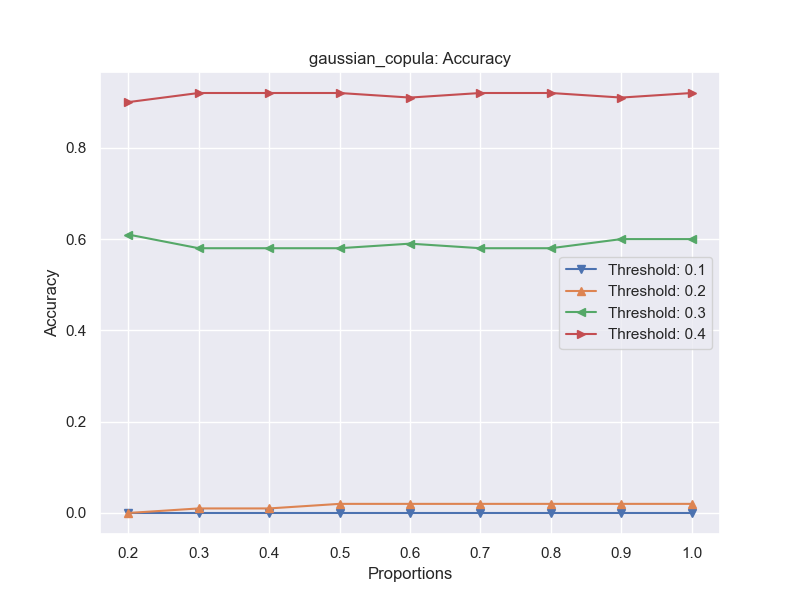 gaussian_copula: Accuracy
Accuracy
0.8
0.6
0.4
0.2
0.0
Threshold: 0.1
Threshold: 0.2
Threshold: 0.3
Threshold: 0.4
0.2 0.3 0.4 0.5 0.6 0.7 0.8 0.9 1.0
Proportions